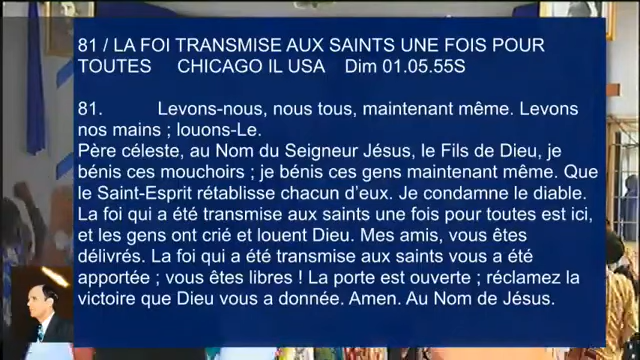 81 / LA FOI TRANSMISE AUX SAINTS UNE FOIS POUR
TOUTES CHICAGO IL USA Dim 01.05.55S
81. Levons-nous, nous tous, maintenant même. Levons
nos mains ; louons-Le.
Père céleste, au Nom du Seigneur Jésus, le Fils de Dieu, je
bénis ces mouchoirs ; je bénis ces gens maintenant même. Que
le Saint-Esprit rétablisse chacun d’eux. Je condamne le diable.
La foi qui a été transmise aux saints une fois pour toutes est ici,
et les gens ont crié et louent Dieu. Mes amis, vous êtes
délivrés. La foi qui a été transmise aux saints vous a été
apportée ; vous êtes libres ! La porte est ouverte ; réclamez la
victoire que Dieu vous a donnée. Amen. Au Nom de Jésus.